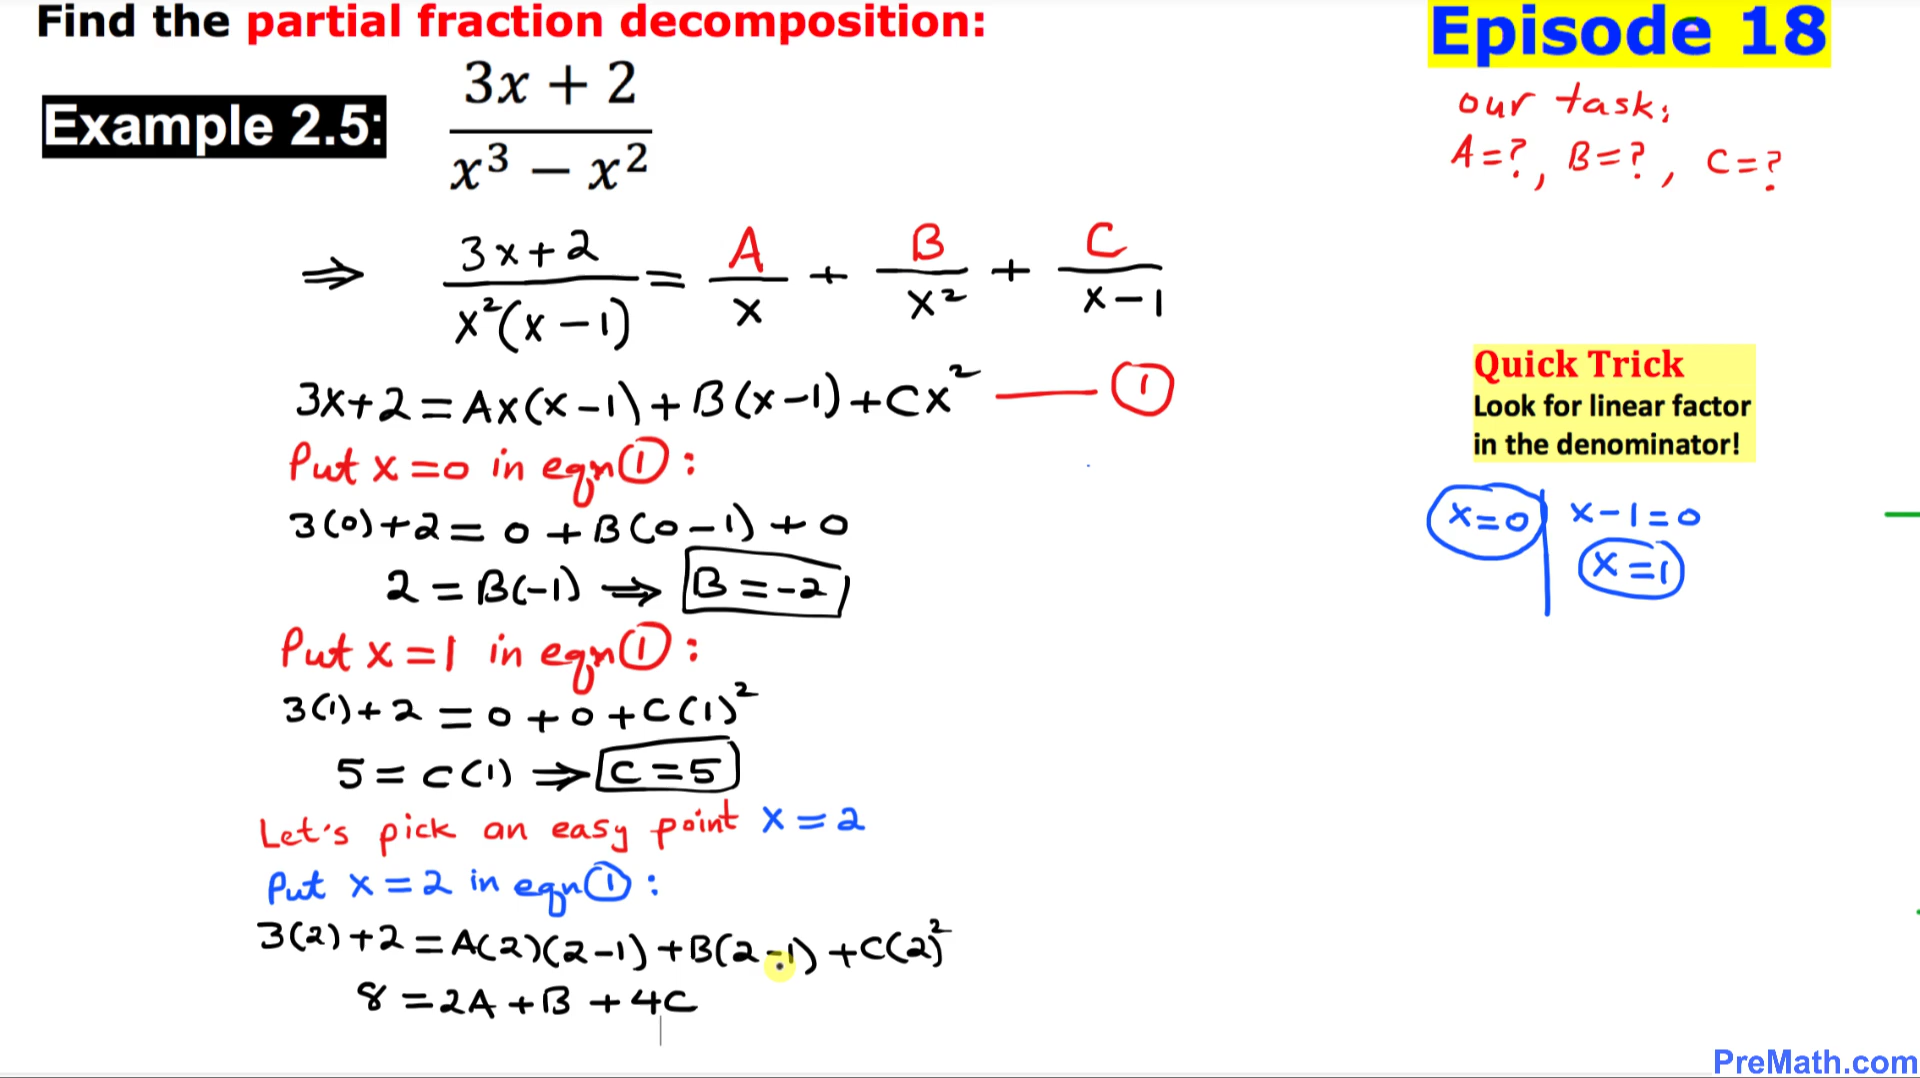 Find the partial fraction decomposition:
Episode 18
Example 2.5: (3x + 2)/(x³ − x²)
our task:
A=?, B=?, C=?
⇒ (3x+2)/(x²(x−1)) = A/x + B/x² + C/(x−1)
3x+2 = Ax(x−1) + B(x−1) + Cx² —— ①
Quick Trick
Look for linear factor
in the denominator!
Put x=0 in eqn①:
3(0)+2 = 0 + B(0−1) + 0
2 = B(−1) ⇒ B = −2
x=0 | x−1=0
x=1
Put x=1 in eqn①:
3(1)+2 = 0+0+C(1)²
5 = C(1) ⇒ C=5
Let's pick an easy point x=2
Put x=2 in eqn①:
3(2)+2 = A(2)(2−1)+B(2−1)+C(2)²
8 = 2A+B+4C
PreMath.com